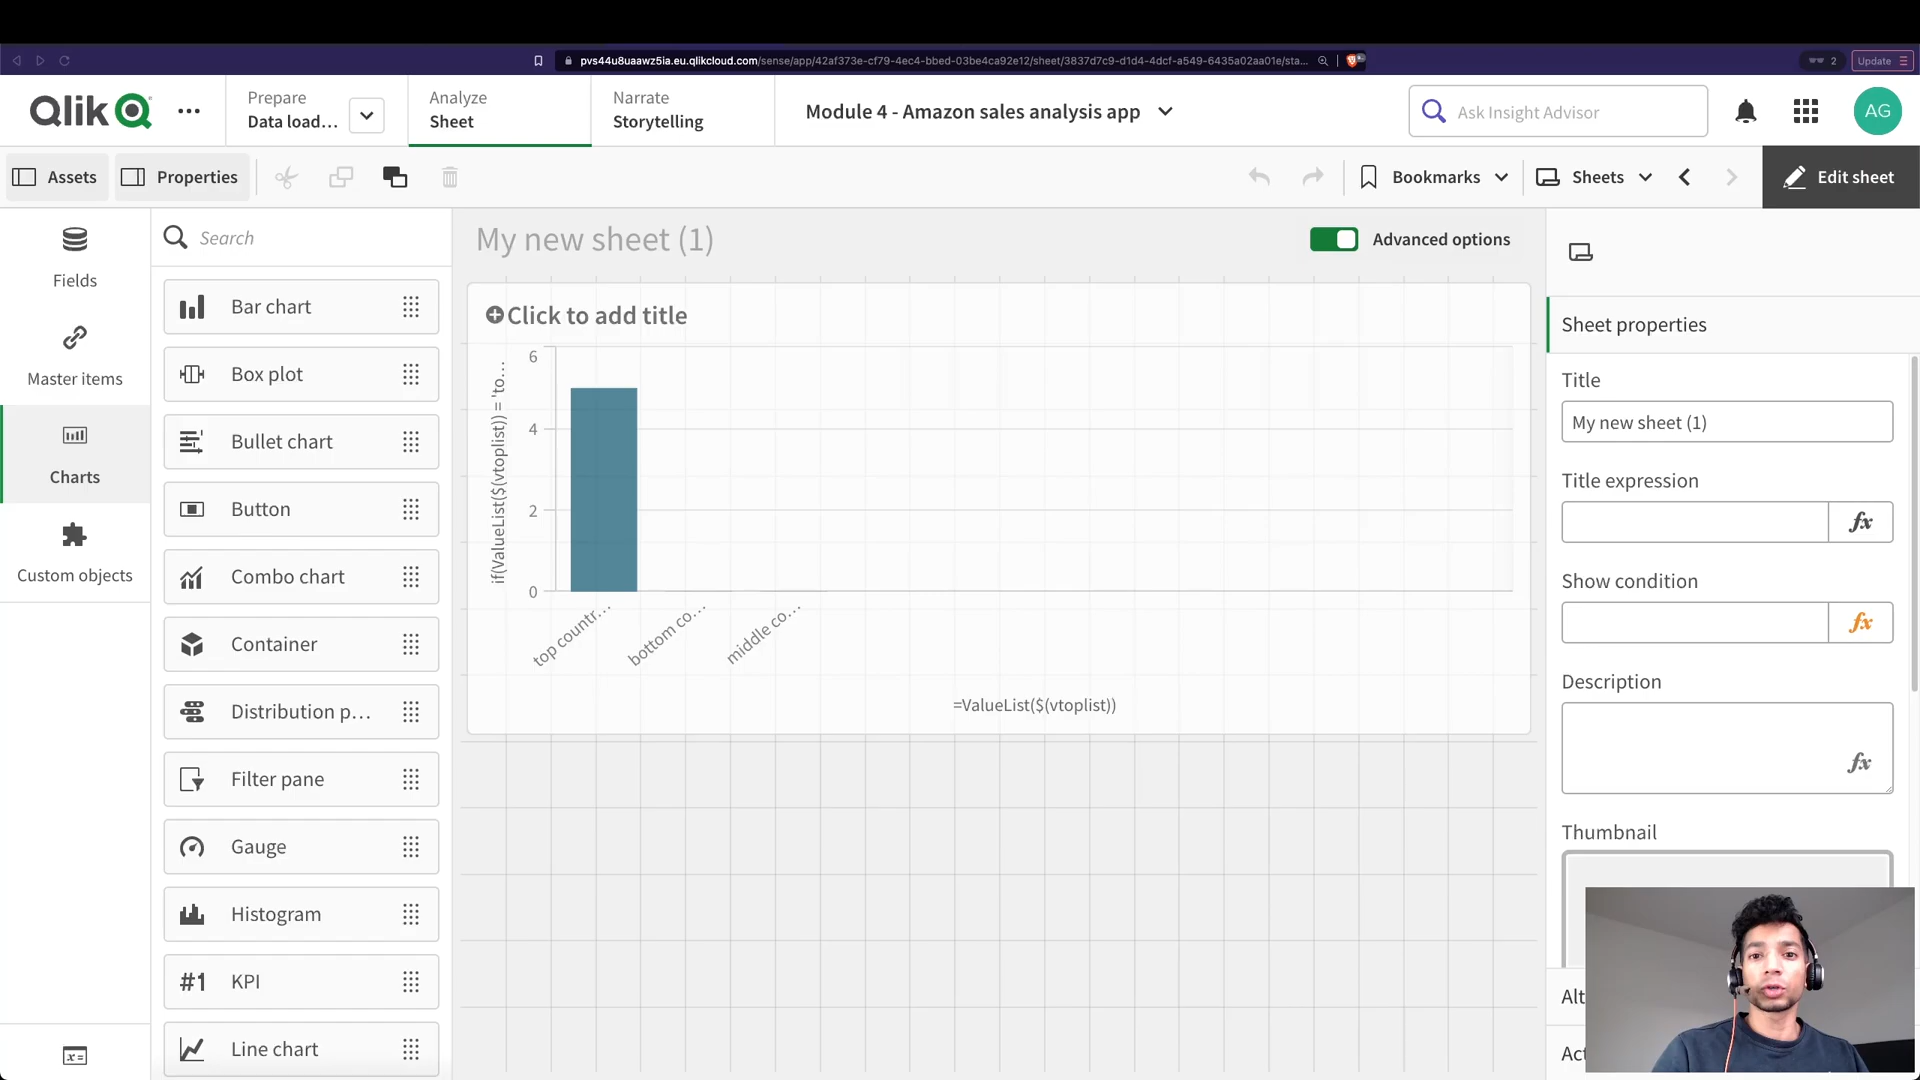 pvs44u8uaawz5ia.eu.qlikcloud.com/sense/app/42af373e-cf79-4ec4-bbed-03be4ca92e12/sheet/3837d7c9-d1d4-4dcf-a549-6435a02aa01e/sta...
2
Update
Qlik
Prepare
Data load...
Analyze
Sheet
Narrate
Storytelling
Module 4 - Amazon sales analysis app
Ask Insight Advisor
AG
Assets
Properties
Bookmarks
Sheets
Edit sheet
Fields
Master items
Charts
Custom objects
Search
Bar chart
Box plot
Bullet chart
Button
Combo chart
Container
Distribution p...
Filter pane
Gauge
Histogram
#1 KPI
Line chart
My new sheet (1)
Advanced options
Click to add title
if(ValueList($(vtoplist)) = 'to...
6
4
2
0
top countr...
bottom co...
middle co...
=ValueList($(vtoplist))
Sheet properties
Title
My new sheet (1)
Title expression
fx
Show condition
fx
Description
fx
Thumbnail
Alt
Act